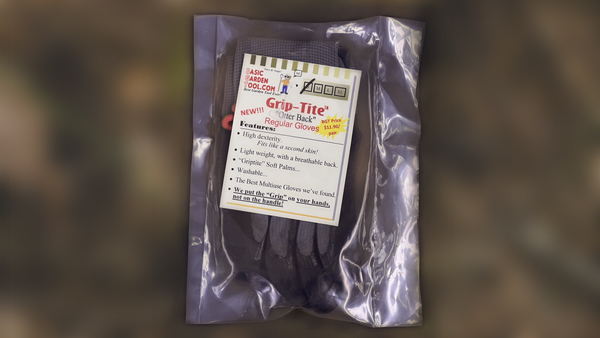 BASIC
GARDEN
TOOL.COM
M L
NEW!!!
Grip-Tite
"Otter Back"
Regular Gloves
BGT Price
$11.90/
pair
Features:
• High dexterity
Fits like a second skin!
• Light weight, with a breathable back.
• "Griptite" Soft Palms...
• Washable...
• The Best Multiuse Gloves we've found.
• We put the "Grip" on your hands,
not on the handle!